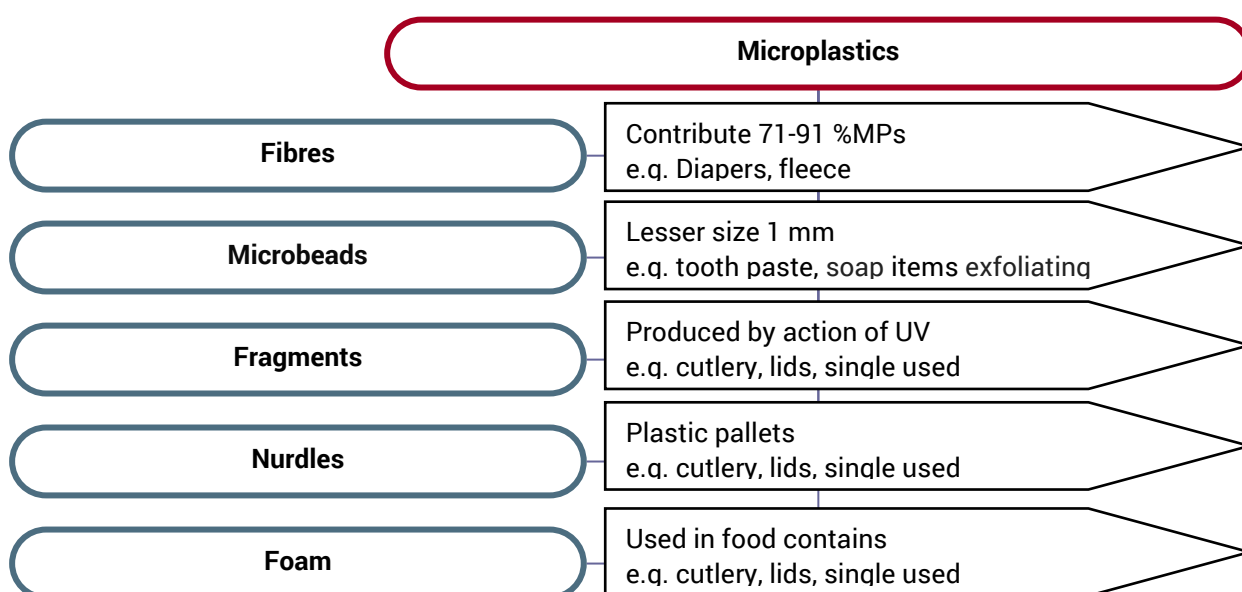 Microplastics
Fibres
Contribute 71-91 %MPs
e.g. Diapers, fleece
Microbeads
Lesser size 1 mm
e.g. tooth paste, soap items exfoliating
Fragments
Produced by action of UV
e.g. cutlery, lids, single used
Nurdles
Plastic pallets
e.g. cutlery, lids, single used
Foam
Used in food contains
e.g. cutlery, lids, single used